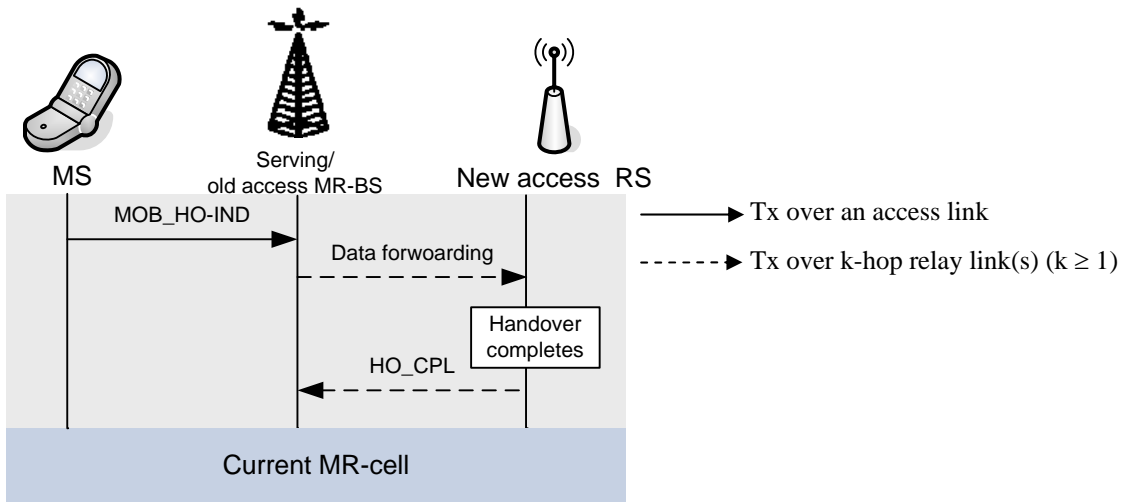 MS
Serving/
old access MR-BS
New access RS
MOB_HO-IND
Data forwoarding
Handover
completes
HO_CPL
Current MR-cell
Tx over an access link
Tx over k-hop relay link(s) (k ≥ 1)